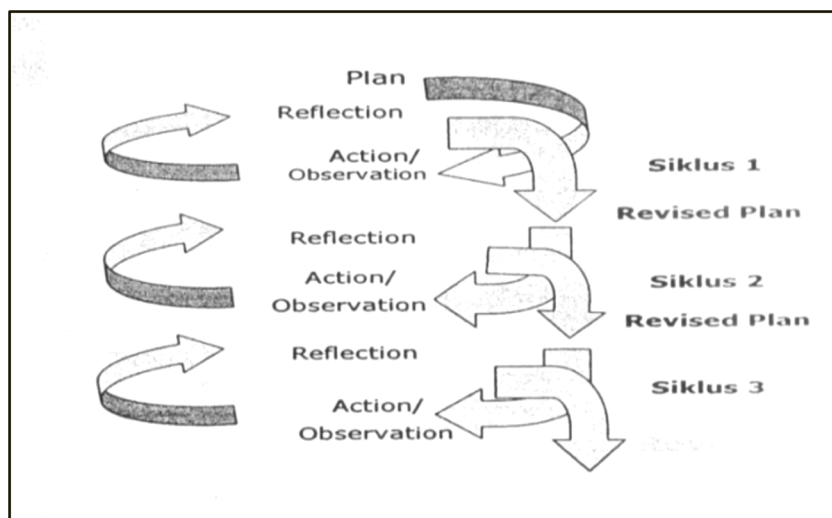 Plan
Reflection
Action/
Observation
Siklus 1
Revised Plan
Reflection
Action/
Observation
Siklus 2
Revised Plan
Reflection
Action/
Observation
Siklus 3